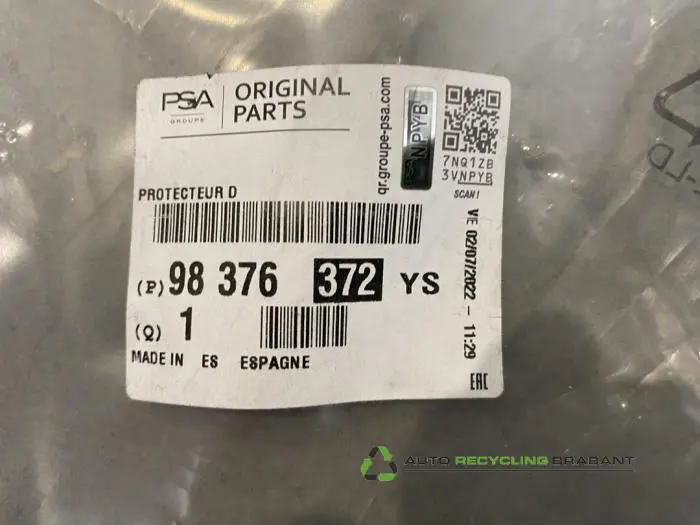 PSA
GROUPE
ORIGINAL
PARTS
qr.groupe-psa.com
NPYB
7NQ1ZB
3VNPYB
SCAN!
PROTECTEUR D
(P) 98 376 372 YS
(Q) 1
MADE IN ES ESPAGNE
VE 02/07/2022 - 11:29
EAC
AUTO RECYCLING BRABANT